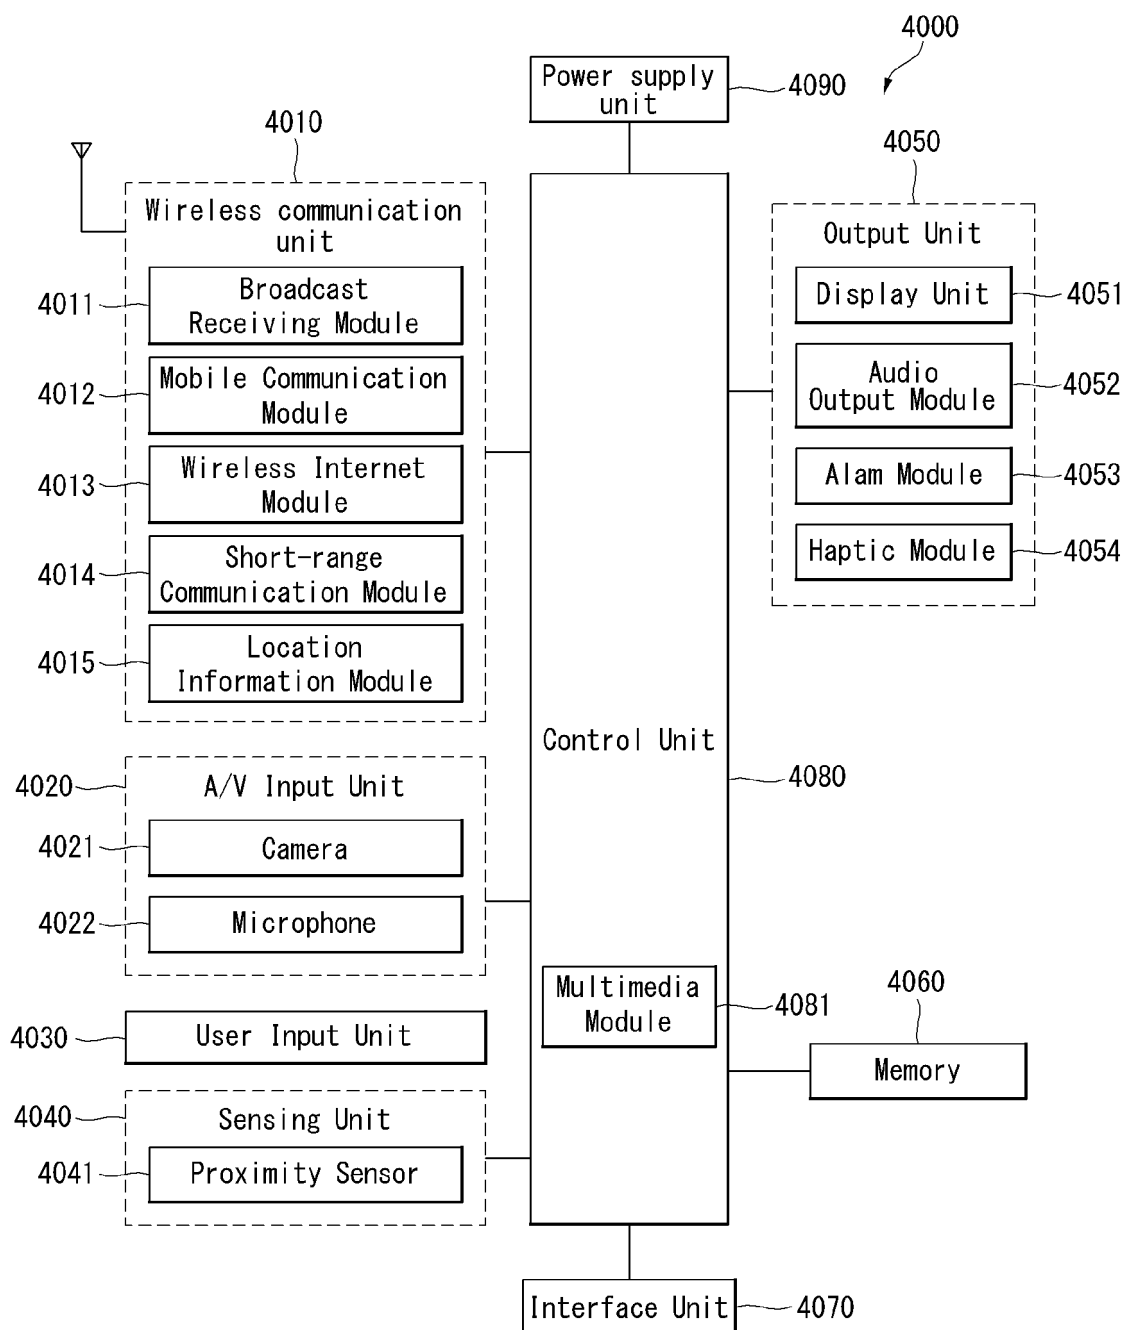 4000
Power supply
unit
4090
4010
Wireless communication
unit
4011
Broadcast
Receiving Module
4012
Mobile Communication
Module
4013
Wireless Internet
Module
4014
Short-range
Communication Module
4015
Location
Information Module
4050
Output Unit
Display Unit
4051
Audio
Output Module
4052
Alam Module
4053
Haptic Module
4054
Control Unit
4080
4020
A/V Input Unit
4021
Camera
4022
Microphone
Multimedia
Module
4081
4060
Memory
4030
User Input Unit
4040
Sensing Unit
4041
Proximity Sensor
Interface Unit
4070